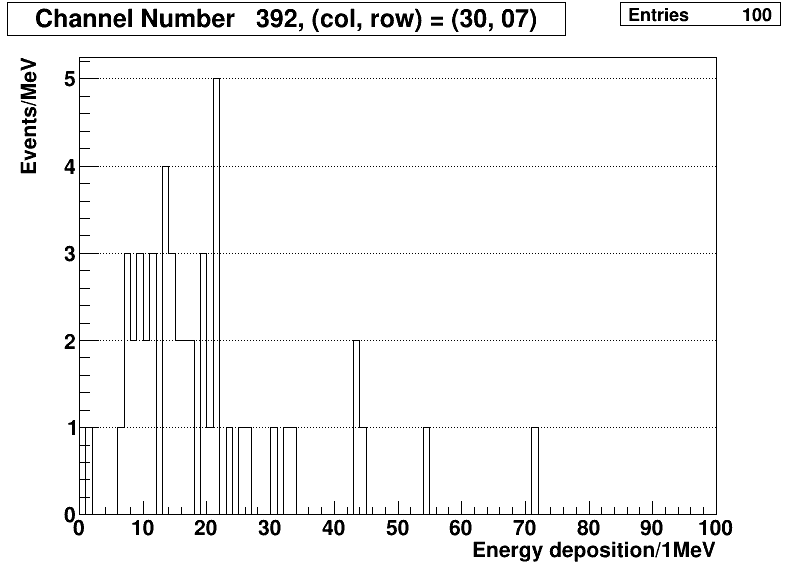 Channel Number 392, (col, row) = (30, 07)
Entries 100
Events/MeV
5
4
3
2
1
0
0 10 20 30 40 50 60 70 80 90 100
Energy deposition/1MeV